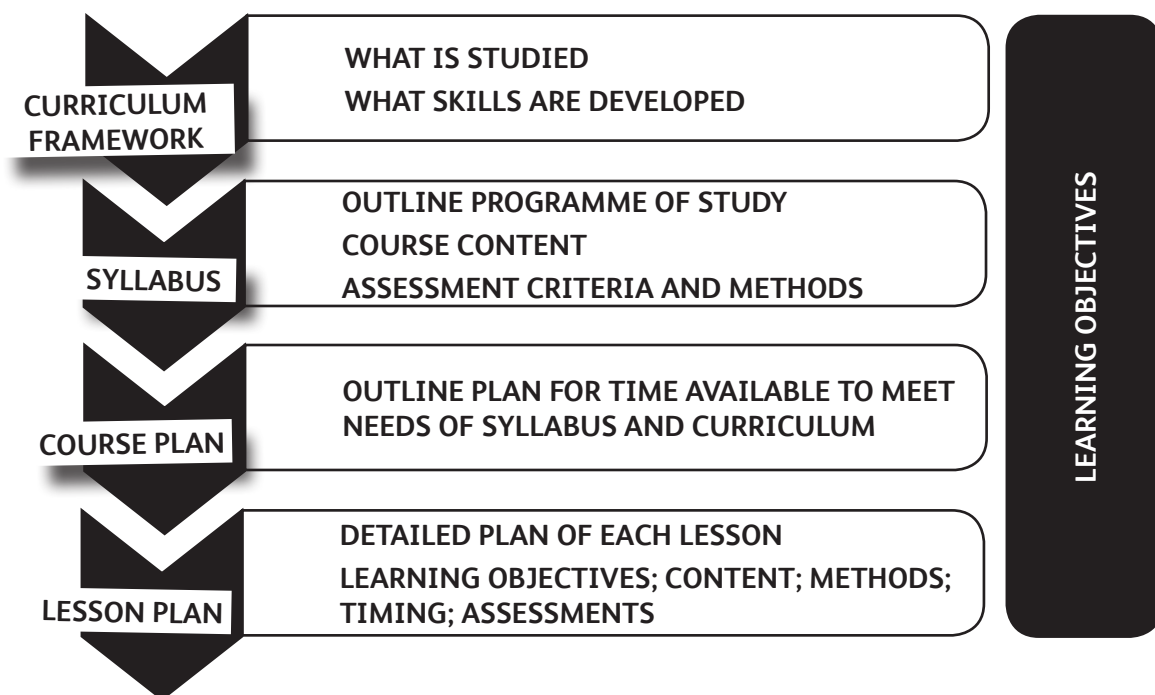 CURRICULUM
FRAMEWORK
WHAT IS STUDIED
WHAT SKILLS ARE DEVELOPED
SYLLABUS
OUTLINE PROGRAMME OF STUDY
COURSE CONTENT
ASSESSMENT CRITERIA AND METHODS
COURSE PLAN
OUTLINE PLAN FOR TIME AVAILABLE TO MEET
NEEDS OF SYLLABUS AND CURRICULUM
LESSON PLAN
DETAILED PLAN OF EACH LESSON
LEARNING OBJECTIVES; CONTENT; METHODS;
TIMING; ASSESSMENTS
LEARNING OBJECTIVES